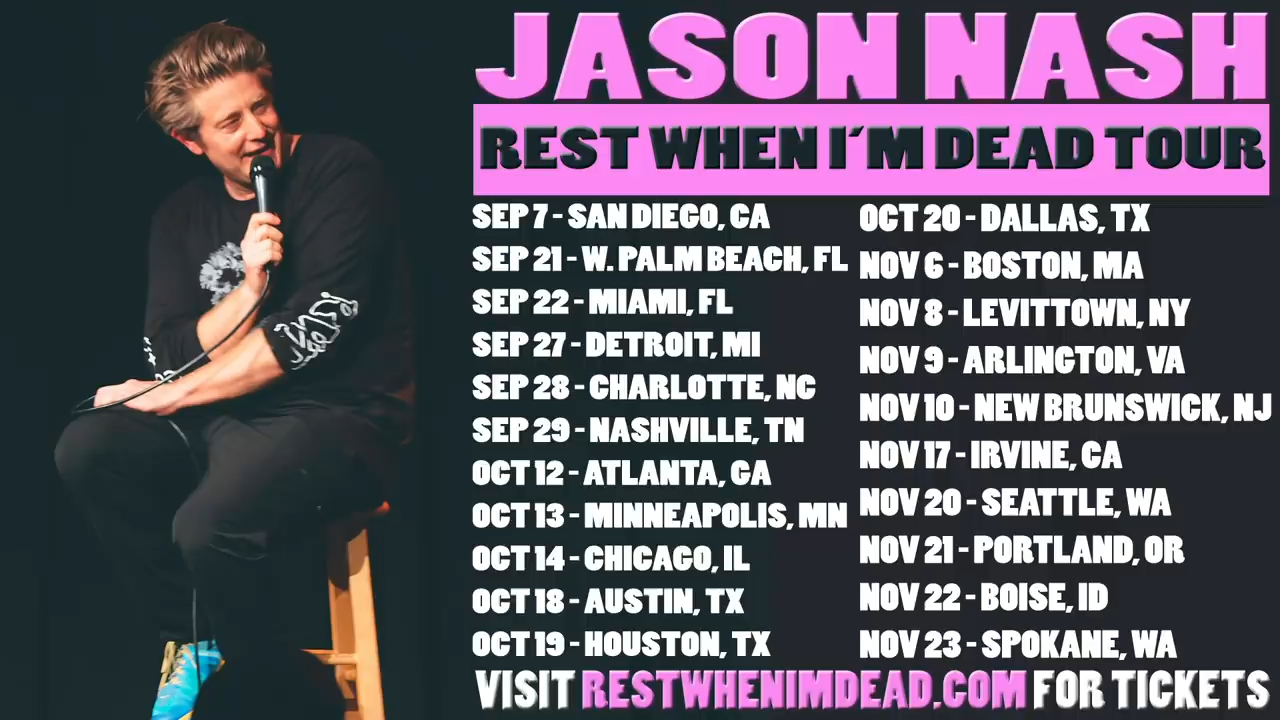 JASON NASH
REST WHEN I'M DEAD TOUR
SEP 7 - SAN DIEGO, CA
SEP 21 - W. PALM BEACH, FL
SEP 22 - MIAMI, FL
SEP 27 - DETROIT, MI
SEP 28 - CHARLOTTE, NC
SEP 29 - NASHVILLE, TN
OCT 12 - ATLANTA, GA
OCT 13 - MINNEAPOLIS, MN
OCT 14 - CHICAGO, IL
OCT 18 - AUSTIN, TX
OCT 19 - HOUSTON, TX
OCT 20 - DALLAS, TX
NOV 6 - BOSTON, MA
NOV 8 - LEVITTOWN, NY
NOV 9 - ARLINGTON, VA
NOV 10 - NEW BRUNSWICK, NJ
NOV 17 - IRVINE, CA
NOV 20 - SEATTLE, WA
NOV 21 - PORTLAND, OR
NOV 22 - BOISE, ID
NOV 23 - SPOKANE, WA
VISIT RESTWHENIMDEAD.COM FOR TICKETS